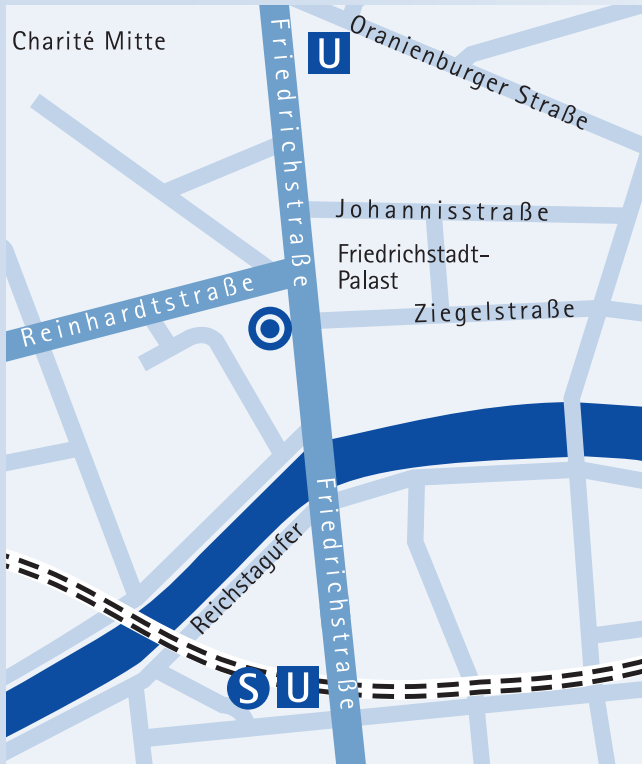 Charité Mitte
Friedrichstraße
U
Oranienburger Straße
Johannisstraße
Friedrichstadt-
Palast
Reinhardtstraße
Ziegelstraße
Friedrichstraße
Reichstagufer
S
U